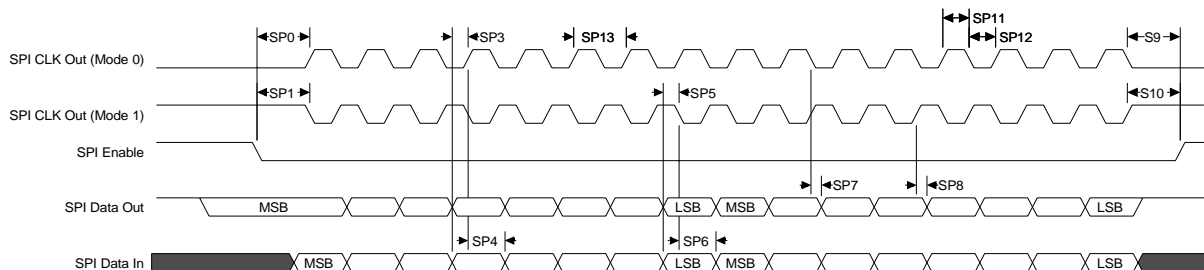 SP11
SP0 SP3 SP13 SP12 S9
SPI CLK Out (Mode 0)
SP1 SP5 S10
SPI CLK Out (Mode 1)
SPI Enable
SP7 SP8
SPI Data Out MSB LSB MSB LSB
SP4 SP6
SPI Data In MSB LSB MSB LSB